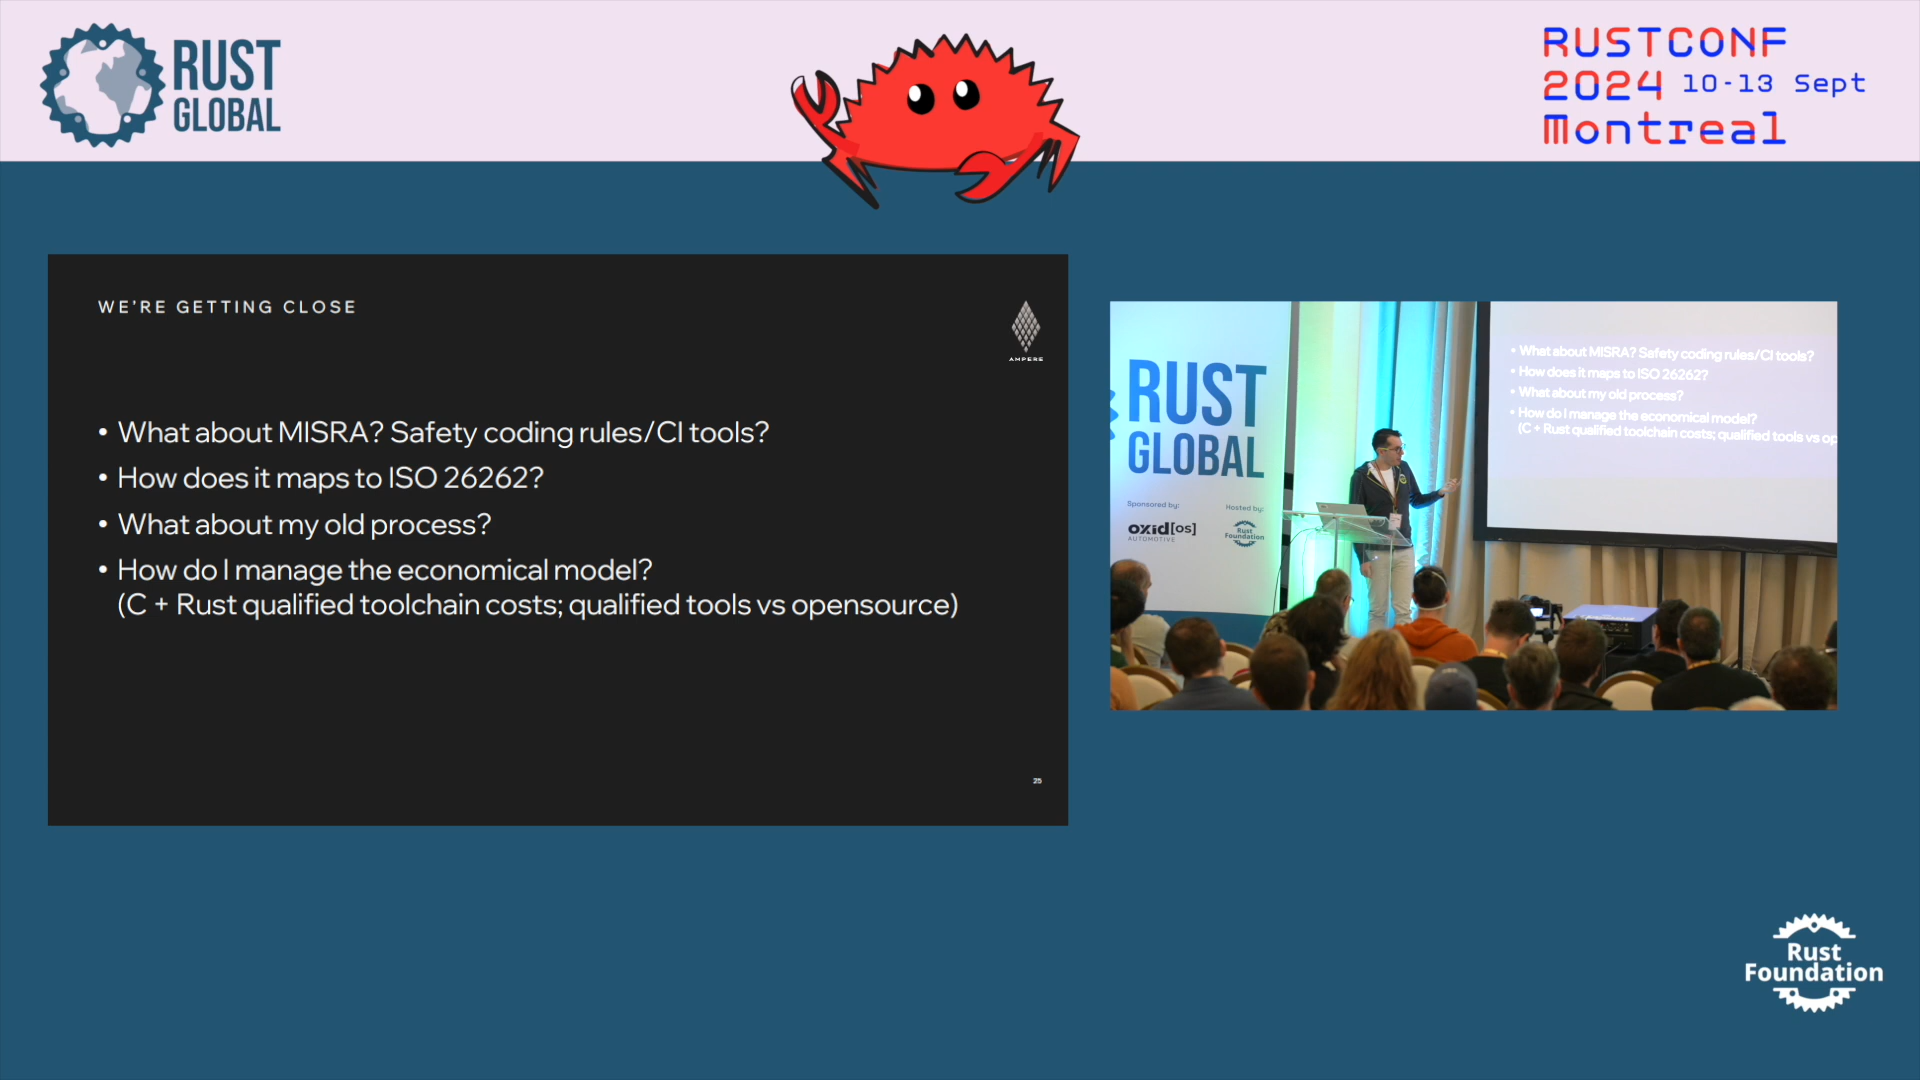 RUST
GLOBAL
RUSTCONF
2024 10-13 Sept
Montreal
WE'RE GETTING CLOSE
AMPERE
• What about MISRA? Safety coding rules/CI tools?
• How does it maps to ISO 26262?
• What about my old process?
• How do I manage the economical model?
(C + Rust qualified toolchain costs; qualified tools vs opensource)
25
RUST
GLOBAL
Sponsored by:
oxid[os]
AUTOMOTIVE
Hosted by:
Rust
Foundation
• What about MISRA? Safety coding rules/CI tools?
• How does it maps to ISO 26262?
• What about my old process?
• How do I manage the economical model?
(C + Rust qualified toolchain costs; qualified tools vs op
Rust
Foundation